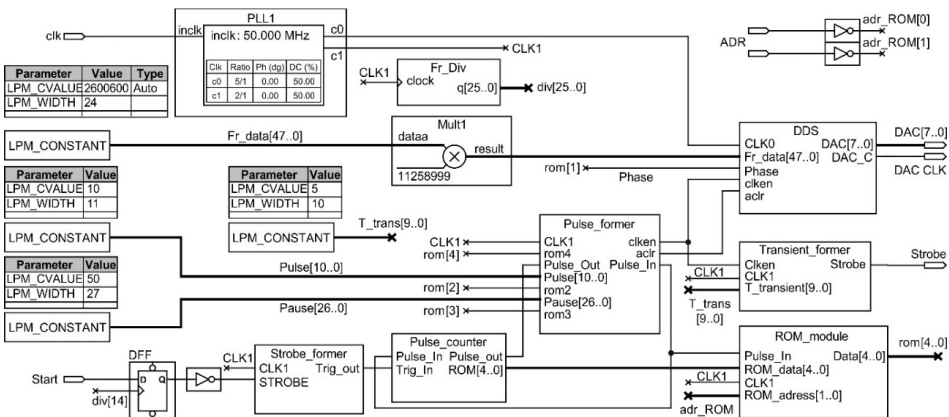 PLL1
clk
inclk
inclk: 50.000 MHz
c0
c1
Clk Ratio Ph (dg) DC (%)
c0 5/1 0.00 50.00
c1 2/1 0.00 50.00
CLK1
ADR
adr_ROM[0]
adr_ROM[1]
Parameter Value Type
LPM_CVALUE 2600600 Auto
LPM_WIDTH 24
LPM_CONSTANT
Fr_data[47..0]
CLK1
Fr_Div
clock
q[25..0]
div[25..0]
Mult1
dataa
result
11258999
rom[1]
Phase
DDS
CLK0 DAC[7..0]
Fr_data[47..0] DAC_C
Phase
clken
aclr
DAC[7..0]
DAC CLK
Parameter Value
LPM_CVALUE 10
LPM_WIDTH 11
LPM_CONSTANT
Pulse[10..0]
Parameter Value
LPM_CVALUE 5
LPM_WIDTH 10
LPM_CONSTANT
T_trans[9..0]
Parameter Value
LPM_CVALUE 50
LPM_WIDTH 27
LPM_CONSTANT
Pause[26..0]
CLK1
rom[4]
rom[2]
rom[3]
Pulse_former
CLK1 clken
rom4 aclr
Pulse_Out Pulse_In
Pulse[10..0]
rom2
Pause[26..0]
rom3
Transient_former
Clken Strobe
CLK1
T_transient[9..0]
Strobe
CLK1
T_trans
[9..0]
Start
DFF
D Q
div[14]
CLK1
Strobe_former
CLK1 Trig_out
STROBE
Pulse_counter
Pulse_In Pulse_out
Trig_In ROM[4..0]
ROM_module
Pulse_In Data[4..0]
ROM_data[4..0]
CLK1
ROM_adress[1..0]
CLK1
adr_ROM
rom[4..0]